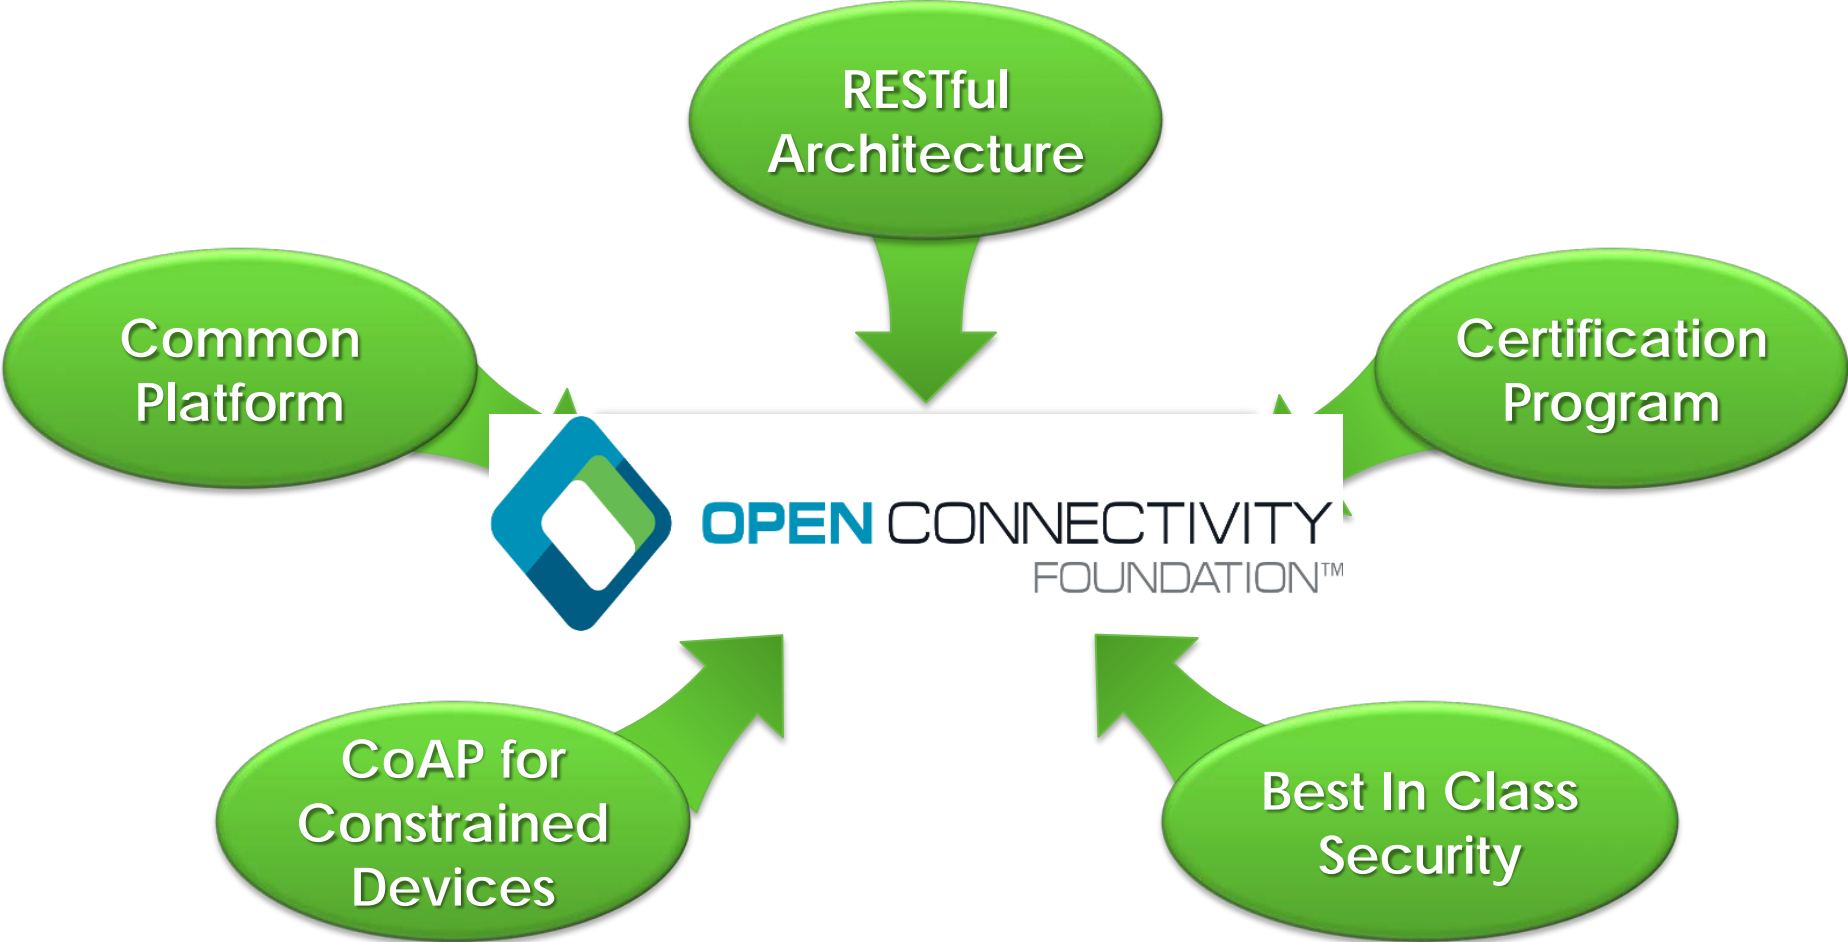 RESTful
Architecture
Common
Platform
Certification
Program
OPEN CONNECTIVITY
FOUNDATION™
CoAP for
Constrained
Devices
Best In Class
Security